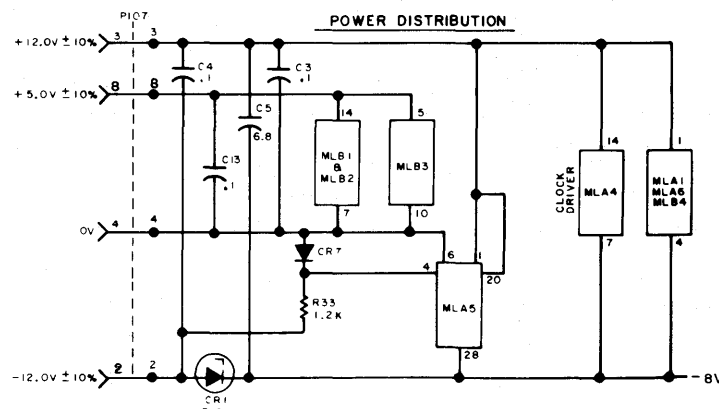 P107
POWER DISTRIBUTION
+12.0V ±10% 3 3
C4 .1
C3 .1
+5.0V ±10% 8 8
C5 6.8
C13 .1
14 MLB1 & MLB2 7
5 MLB3 10
CLOCK DRIVER
14 MLA4 7
1 MLA1 MLA6 MLB4 4
0V 4 4
CR7
R33 1.2K
6 1
4 20
MLA5
28
-12.0V ±10% 2 2
CR1
-8V